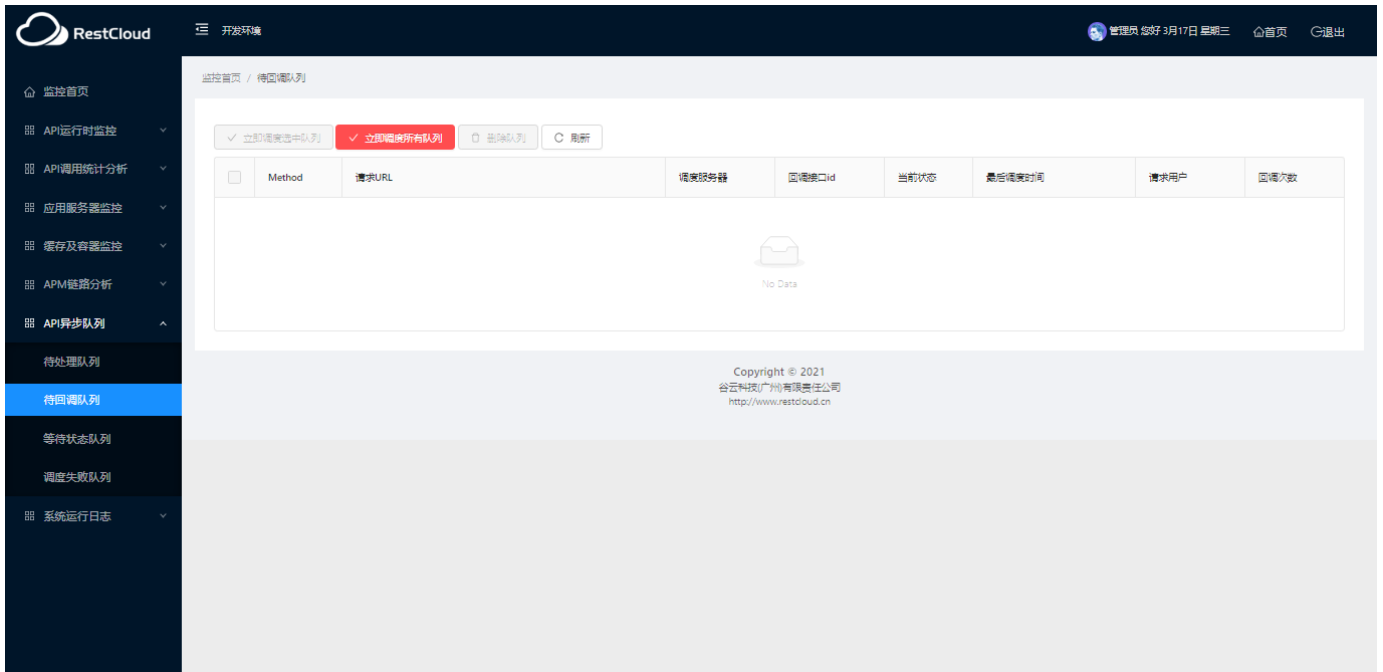 RestCloud
开发环境
管理员 您好 3月17日 星期三
首页
退出
监控首页
API运行时监控
API调用统计分析
应用服务器监控
缓存及容器监控
APM链路分析
API异步队列
待处理队列
待回调队列
等待状态队列
调度失败队列
系统运行日志
监控首页 / 待回调队列
立即调度选中队列
立即调度所有队列
删除队列
刷新
Method
请求URL
调度服务器
回调接口id
当前状态
最后调度时间
请求用户
回调次数
No Data
Copyright © 2021
谷云科技(广州)有限责任公司
http://www.restcloud.cn